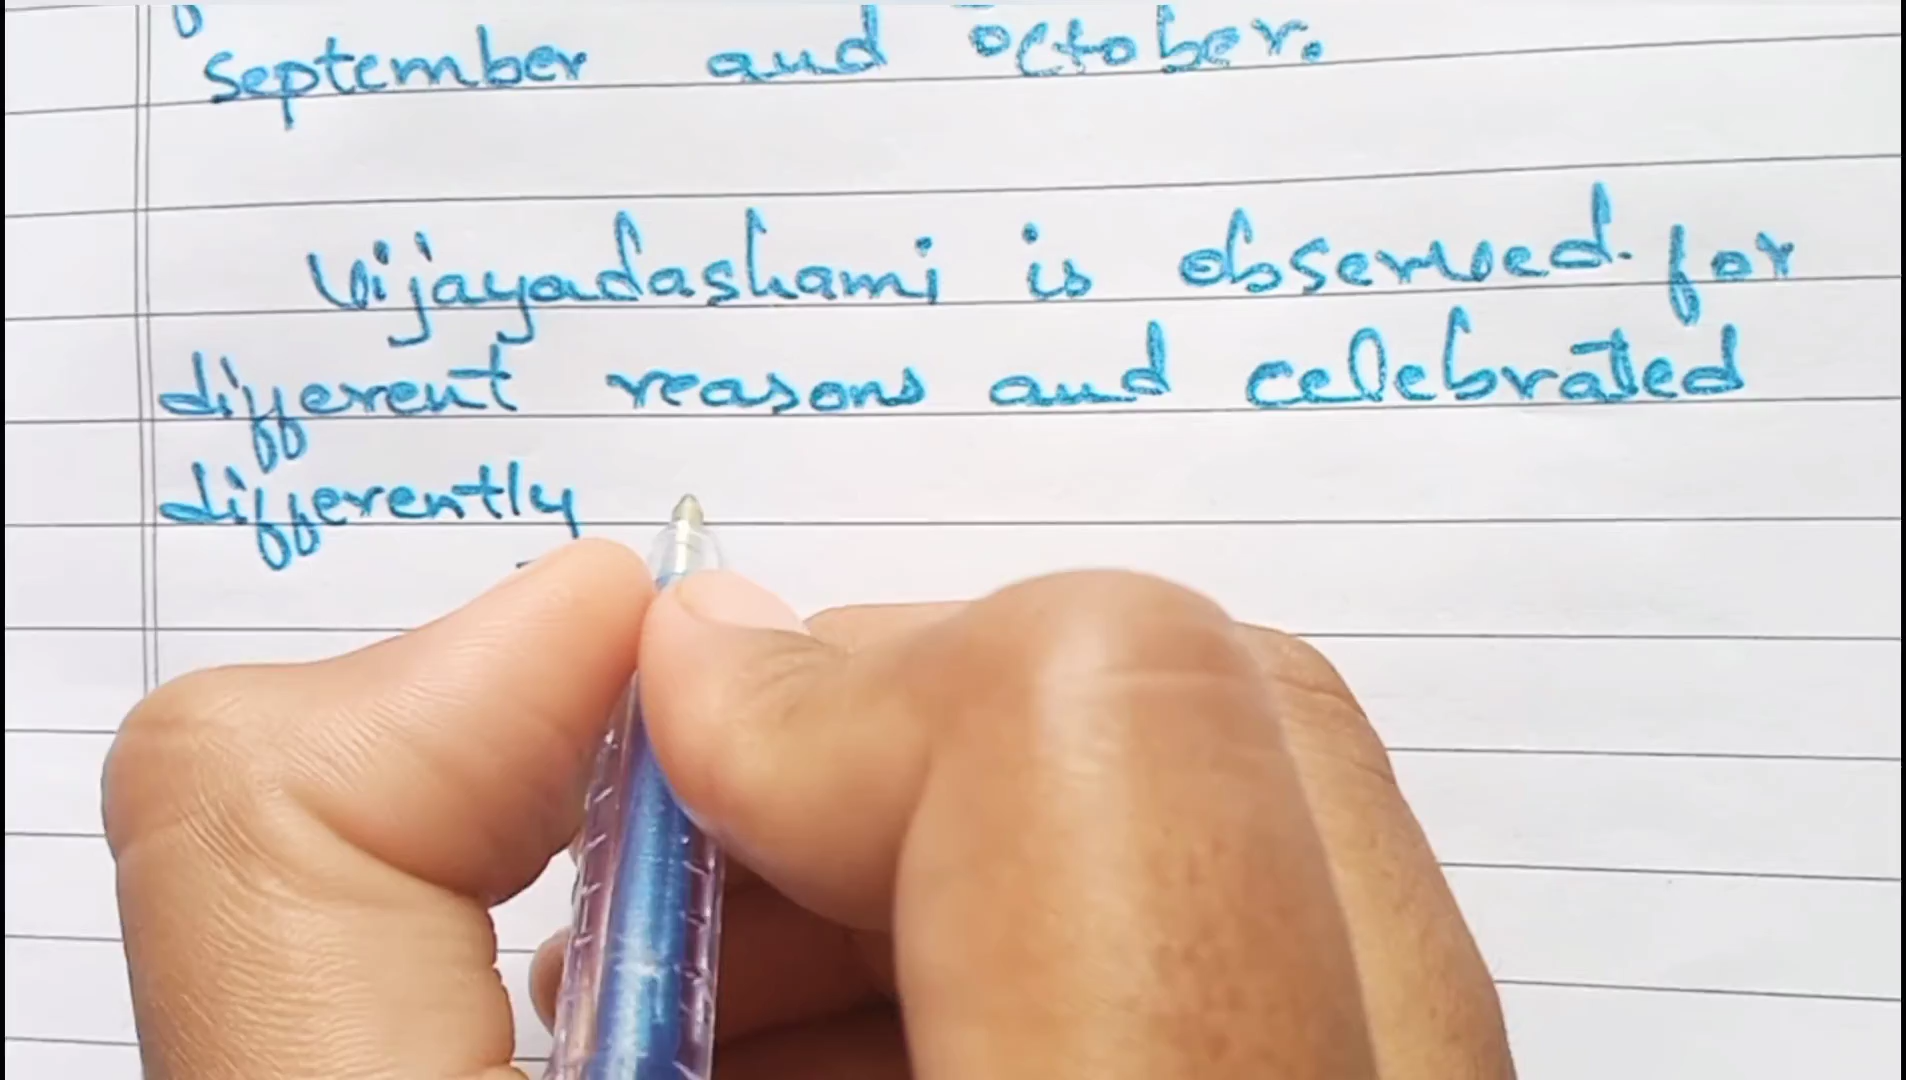 September and October.
Vijayadashami is observed. for
different reasons and celebrated
differently